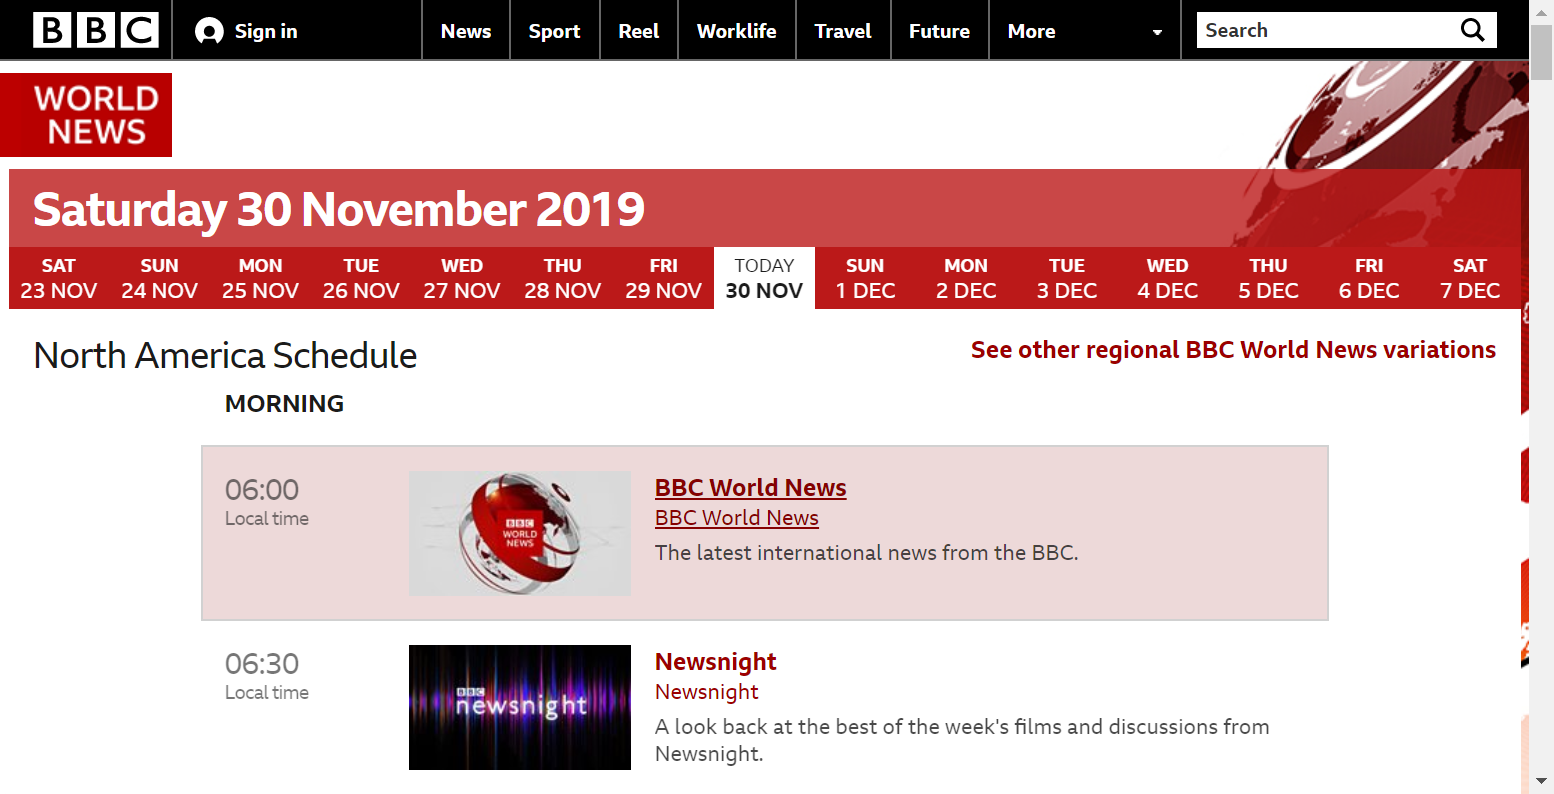 BBC Sign in News Sport Reel Worklife Travel Future More Search
WORLD
NEWS
Saturday 30 November 2019
SAT SUN MON TUE WED THU FRI TODAY SUN MON TUE WED THU FRI SAT
23 NOV 24 NOV 25 NOV 26 NOV 27 NOV 28 NOV 29 NOV 30 NOV 1 DEC 2 DEC 3 DEC 4 DEC 5 DEC 6 DEC 7 DEC
North America Schedule
See other regional BBC World News variations
MORNING
06:00
Local time
BBC
WORLD
NEWS
BBC World News
BBC World News
The latest international news from the BBC.
06:30
Local time
BBC
newsnight
Newsnight
Newsnight
A look back at the best of the week's films and discussions from
Newsnight.